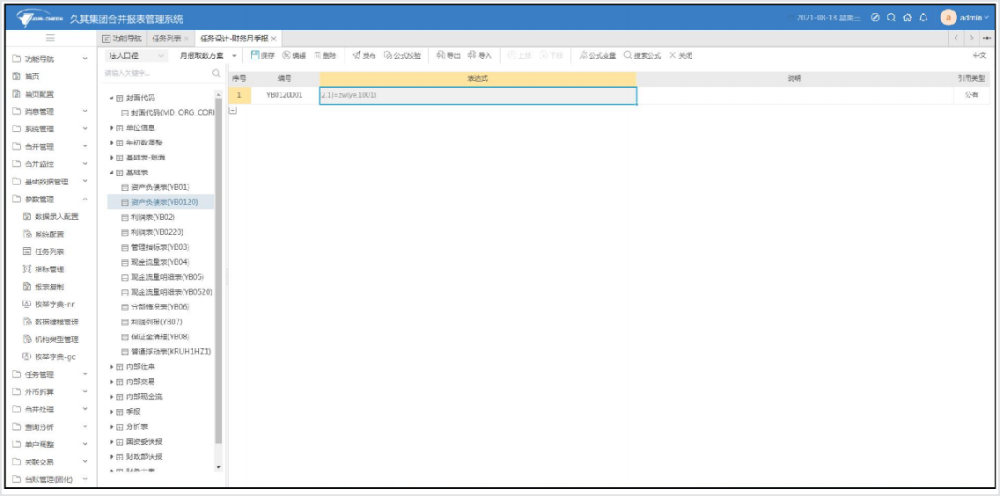 久其集团合并报表管理系统
2021-08-18 星期三
admin
功能导航 任务列表 × 任务设计-财务月季报 ×
法人口径 月报取数方案 保存 编辑 删除 发布 公式校验 导出 导入 上移 下移 公式变量 搜索公式 关闭 中文
功能导航
首页
首页配置
消息管理
系统管理
合并管理
合并监控
基础数据管理
参数管理
数据录入配置
系统配置
任务列表
指标管理
报表复制
枚举字典-nr
数据建模管理
机构类型管理
枚举字典-gc
任务管理
外币折算
合并处理
查询分析
单户调整
关联交易
台账管理(固化)
请输入关键字...
封面代码
封面代码(MD_ORG_COR
单位信息
年初数调整
基础表-账面
基础表
资产负债表(YB01)
资产负债表(YB0120)
利润表(YB02)
利润表(YB0220)
管理指标表(YB03)
现金流量表(YB04)
现金流量明细表(YB05)
现金流量明细表(YB0520)
分部情况表(YB06)
利润列报(YB07)
保证金清理(YB08)
普通浮动表(KRUH1HZ1)
内部往来
内部交易
内部现金流
季报
分析表
国资委快报
财政部快报
序号 编号 表达式 说明 引用类型
1 YB0120001 [2,1]=zw(ye,1001) 公有